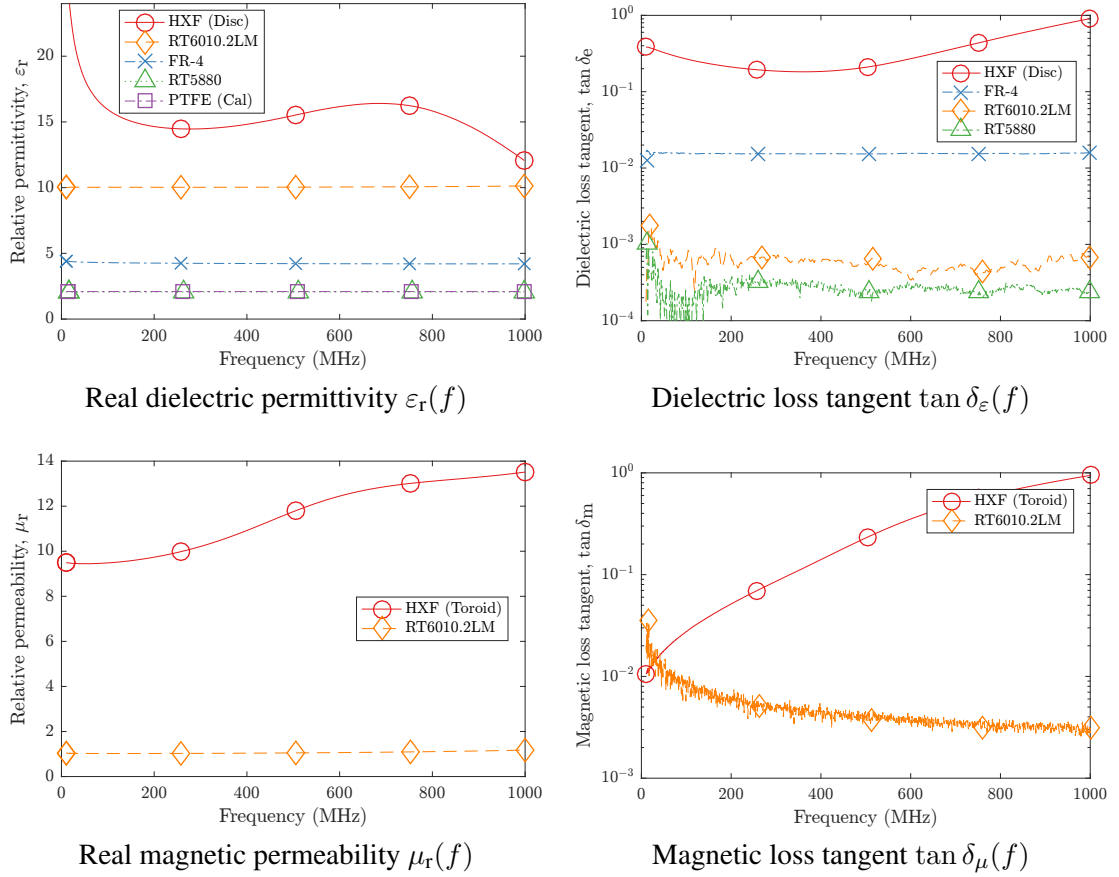 Relative permittivity, εr
20
15
10
5
0
0 200 400 600 800 1000
Frequency (MHz)
HXF (Disc)
RT6010.2LM
FR-4
RT5880
PTFE (Cal)
Real dielectric permittivity εr(f)
Dielectric loss tangent, tan δe
10^0
10^-1
10^-2
10^-3
10^-4
0 200 400 600 800 1000
Frequency (MHz)
HXF (Disc)
FR-4
RT6010.2LM
RT5880
Dielectric loss tangent tan δε(f)
Relative permeability, μr
14
12
10
8
6
4
2
0
0 200 400 600 800 1000
Frequency (MHz)
HXF (Toroid)
RT6010.2LM
Real magnetic permeability μr(f)
Magnetic loss tangent, tan δm
10^0
10^-1
10^-2
10^-3
0 200 400 600 800 1000
Frequency (MHz)
HXF (Toroid)
RT6010.2LM
Magnetic loss tangent tan δμ(f)